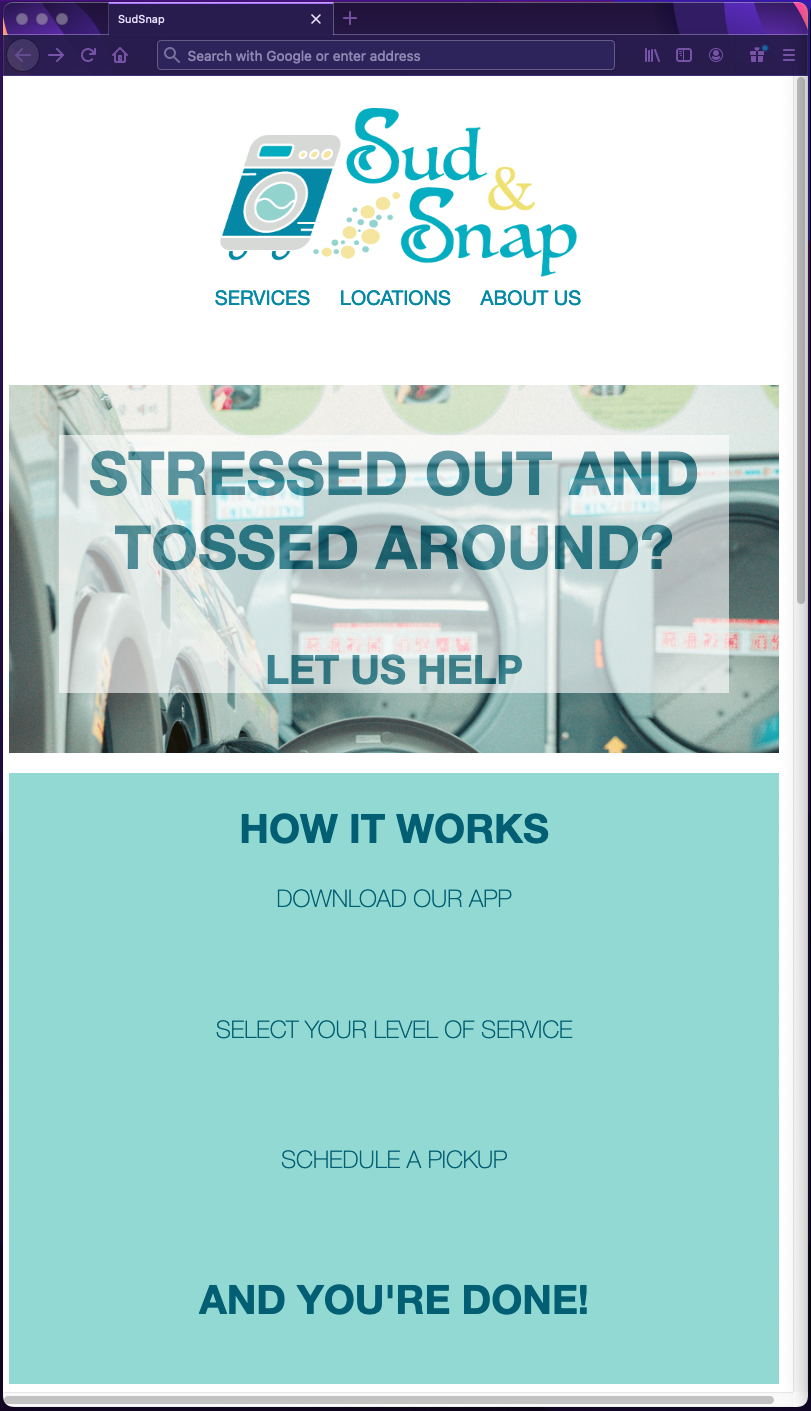 SudSnap
Search with Google or enter address
Sud
&
Snap
SERVICES LOCATIONS ABOUT US
STRESSED OUT AND
TOSSED AROUND?
LET US HELP
HOW IT WORKS
DOWNLOAD OUR APP
SELECT YOUR LEVEL OF SERVICE
SCHEDULE A PICKUP
AND YOU'RE DONE!